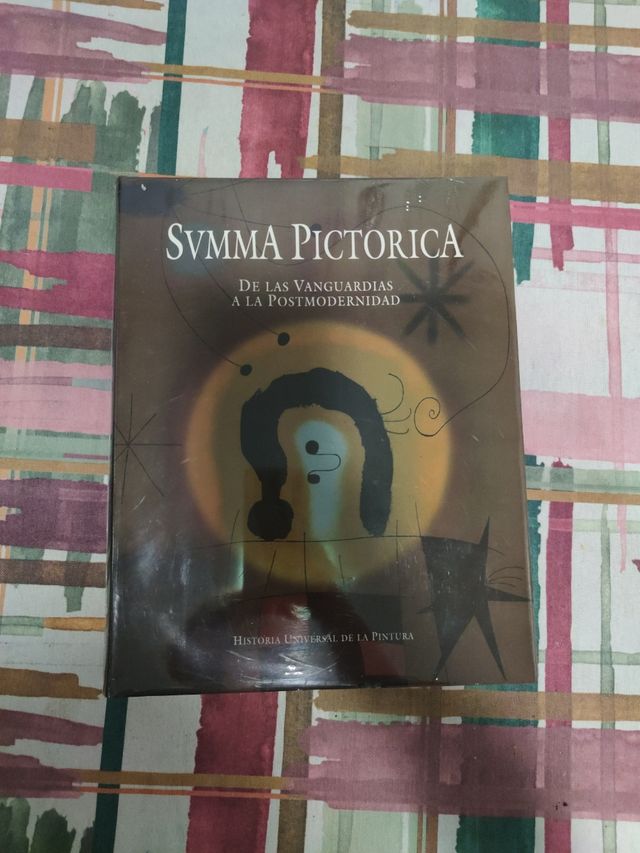 SVMMA PICTORICA
DE LAS VANGUARDIAS
A LA POSTMODERNIDAD
HISTORIA UNIVERSAL DE LA PINTURA